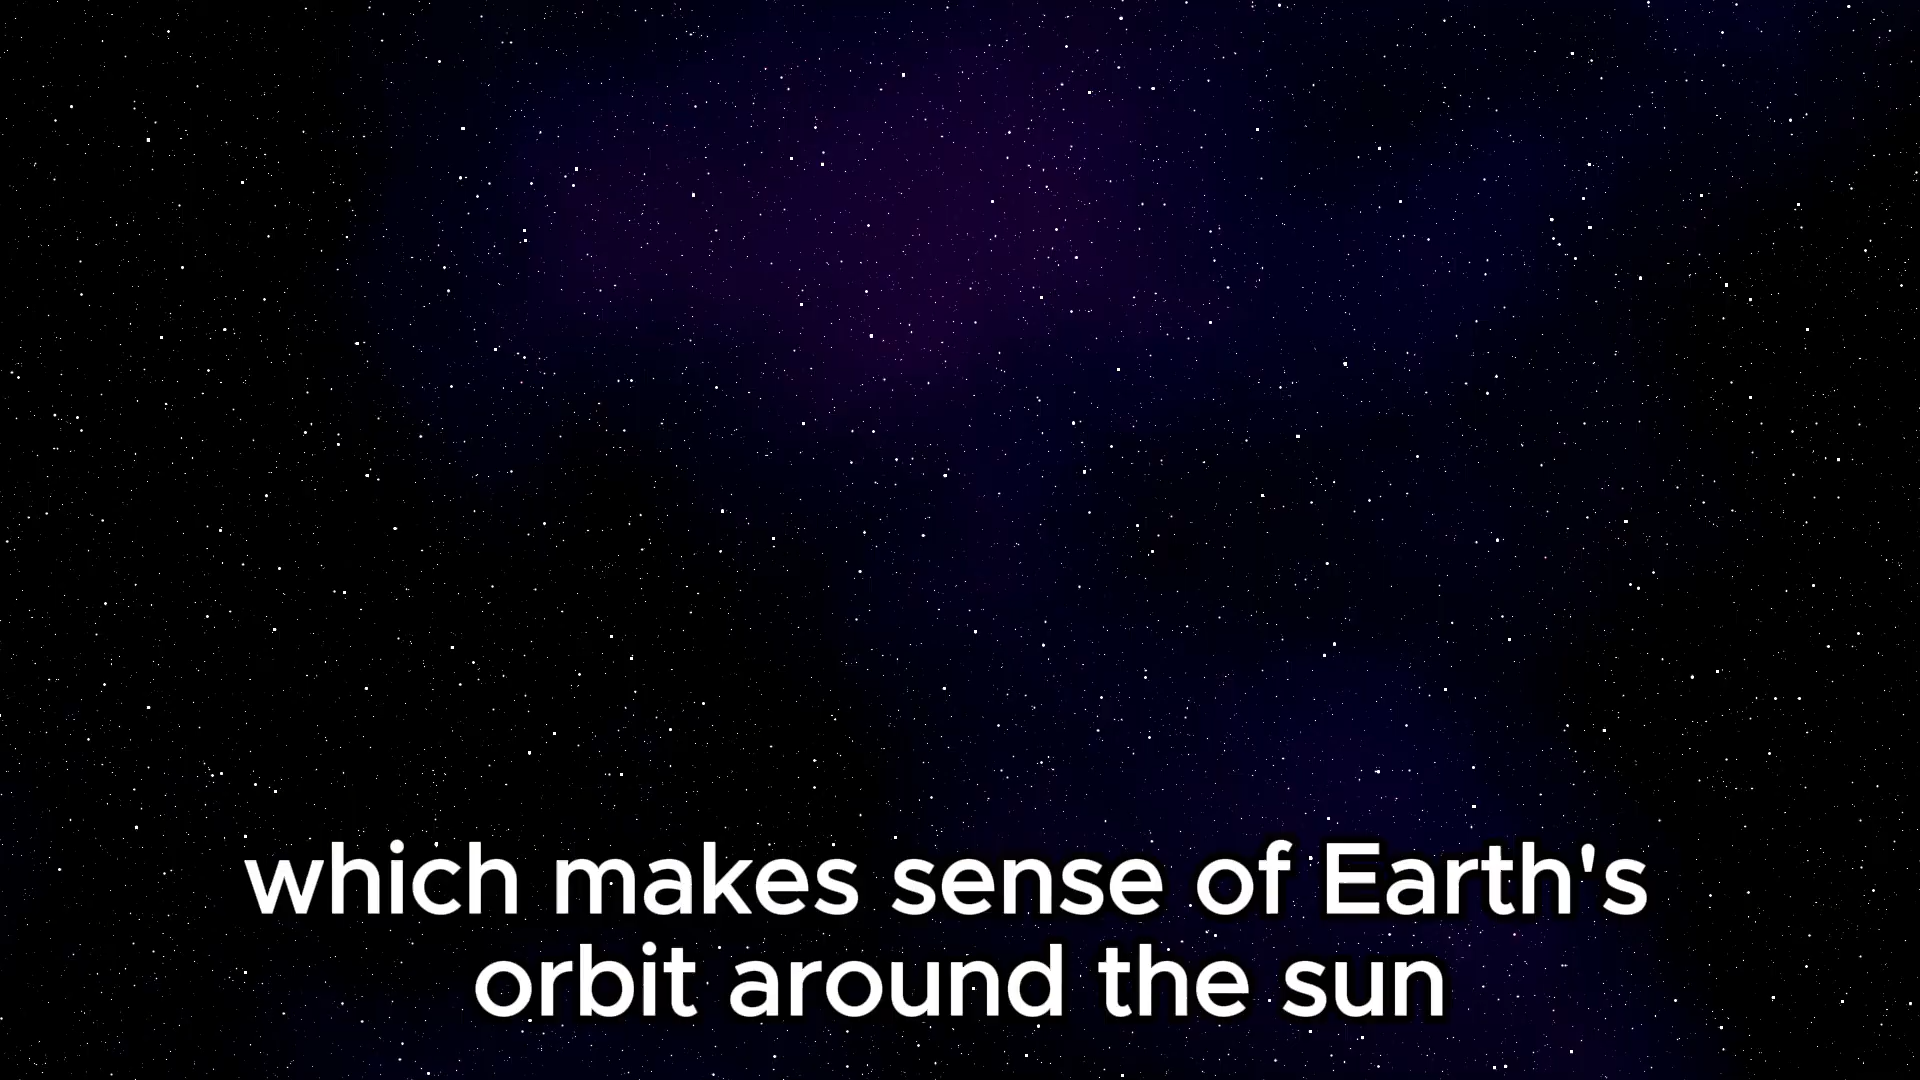 which makes sense of Earth's
orbit around the sun